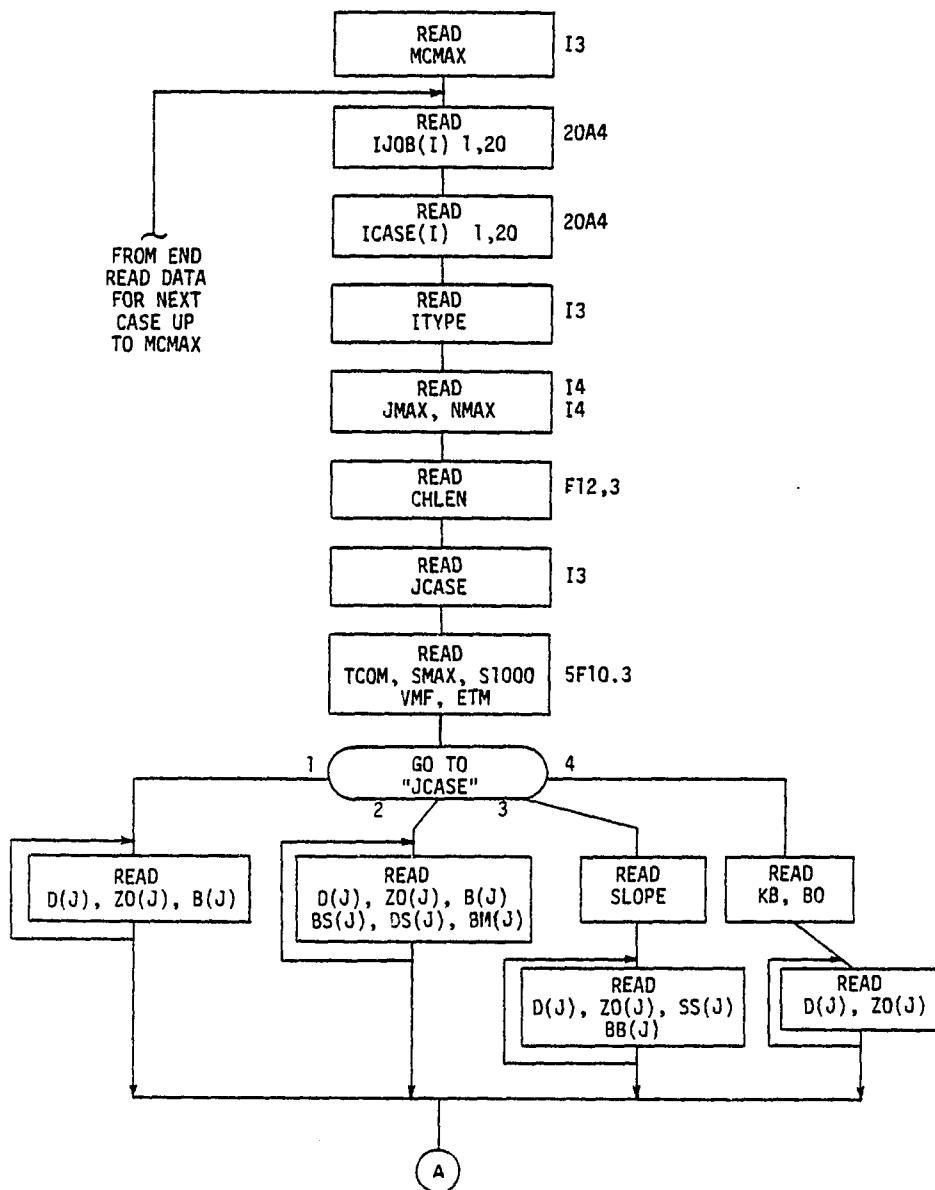 READ
MCMAX
I3
READ
IJOB(I) 1,20
20A4
READ
ICASE(I) 1,20
20A4
FROM END
READ DATA
FOR NEXT
CASE UP
TO MCMAX
READ
ITYPE
I3
READ
JMAX, NMAX
I4
I4
READ
CHLEN
F12,3
READ
JCASE
I3
READ
TCOM, SMAX, S1000
VMF, ETM
5F10.3
GO TO
"JCASE"
1
2
3
4
READ
D(J), ZO(J), B(J)
READ
D(J), ZO(J), B(J)
BS(J), DS(J), BM(J)
READ
SLOPE
READ
KB, BO
READ
D(J), ZO(J), SS(J)
BB(J)
READ
D(J), ZO(J)
A